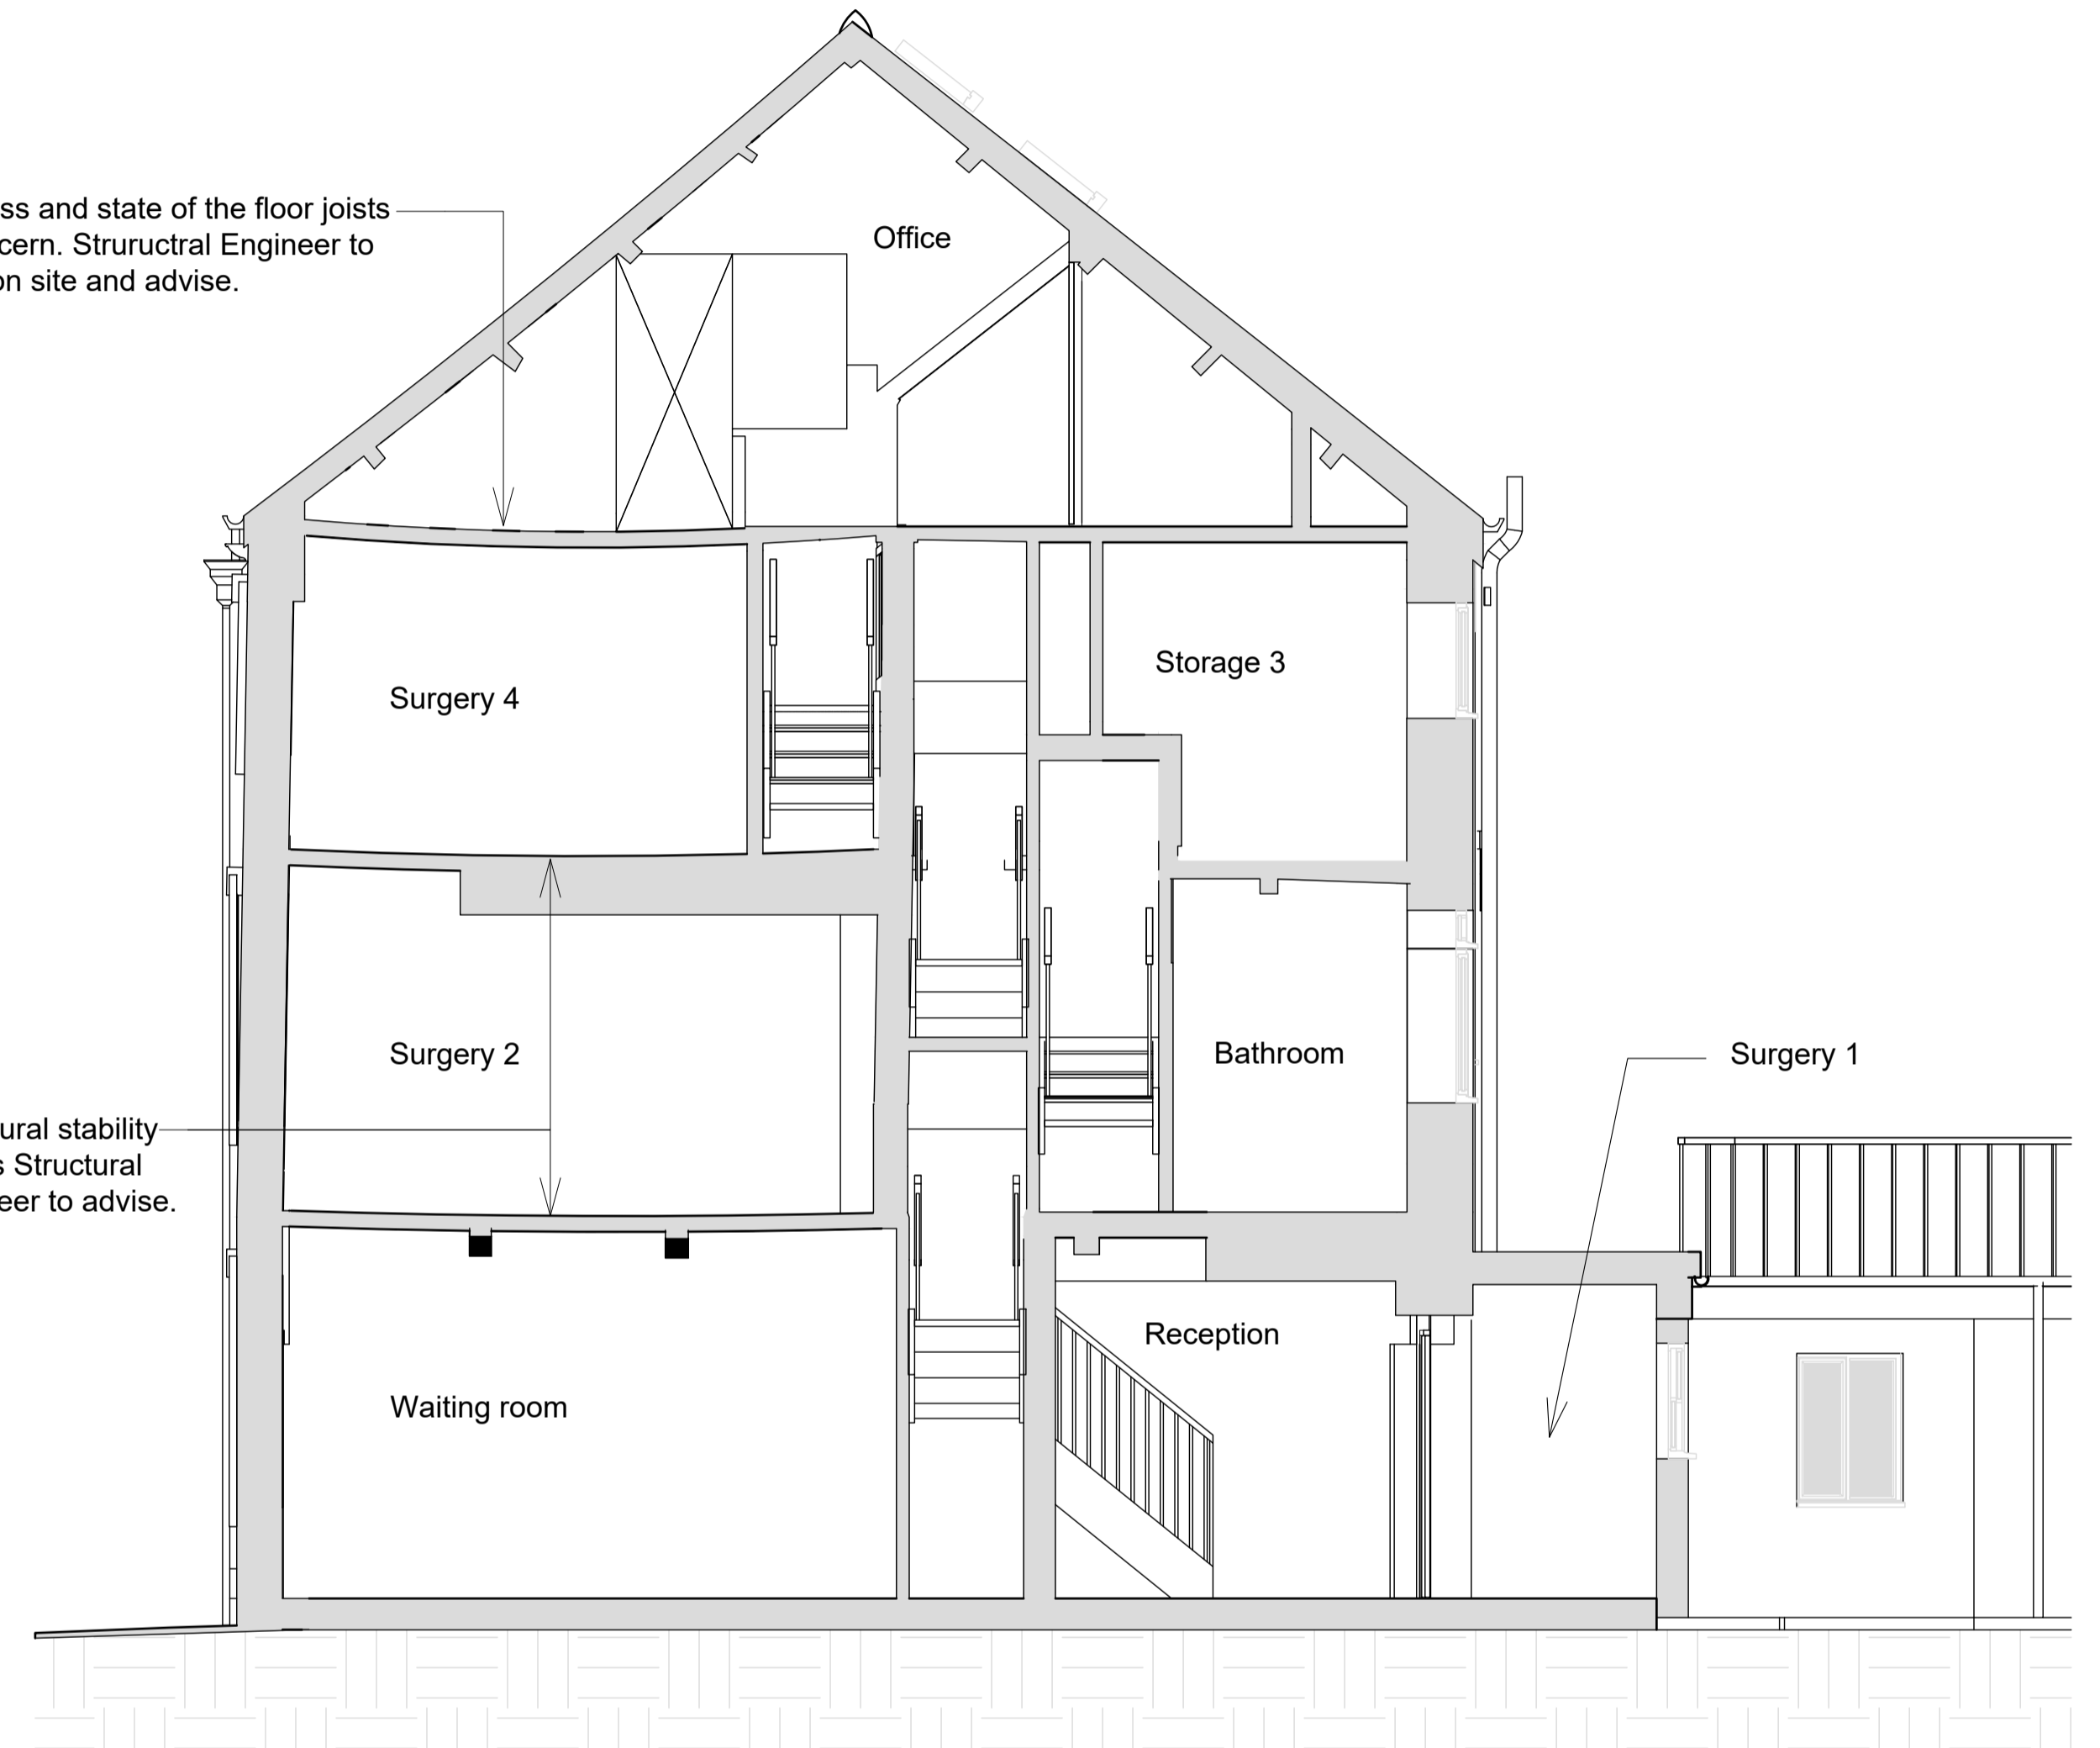 ss and state of the floor joists
cern. Strucructral Engineer to
on site and advise.
Office
Storage 3
Surgery 4
Surgery 2
Bathroom
Surgery 1
ural stability
s Structural
eer to advise.
Reception
Waiting room